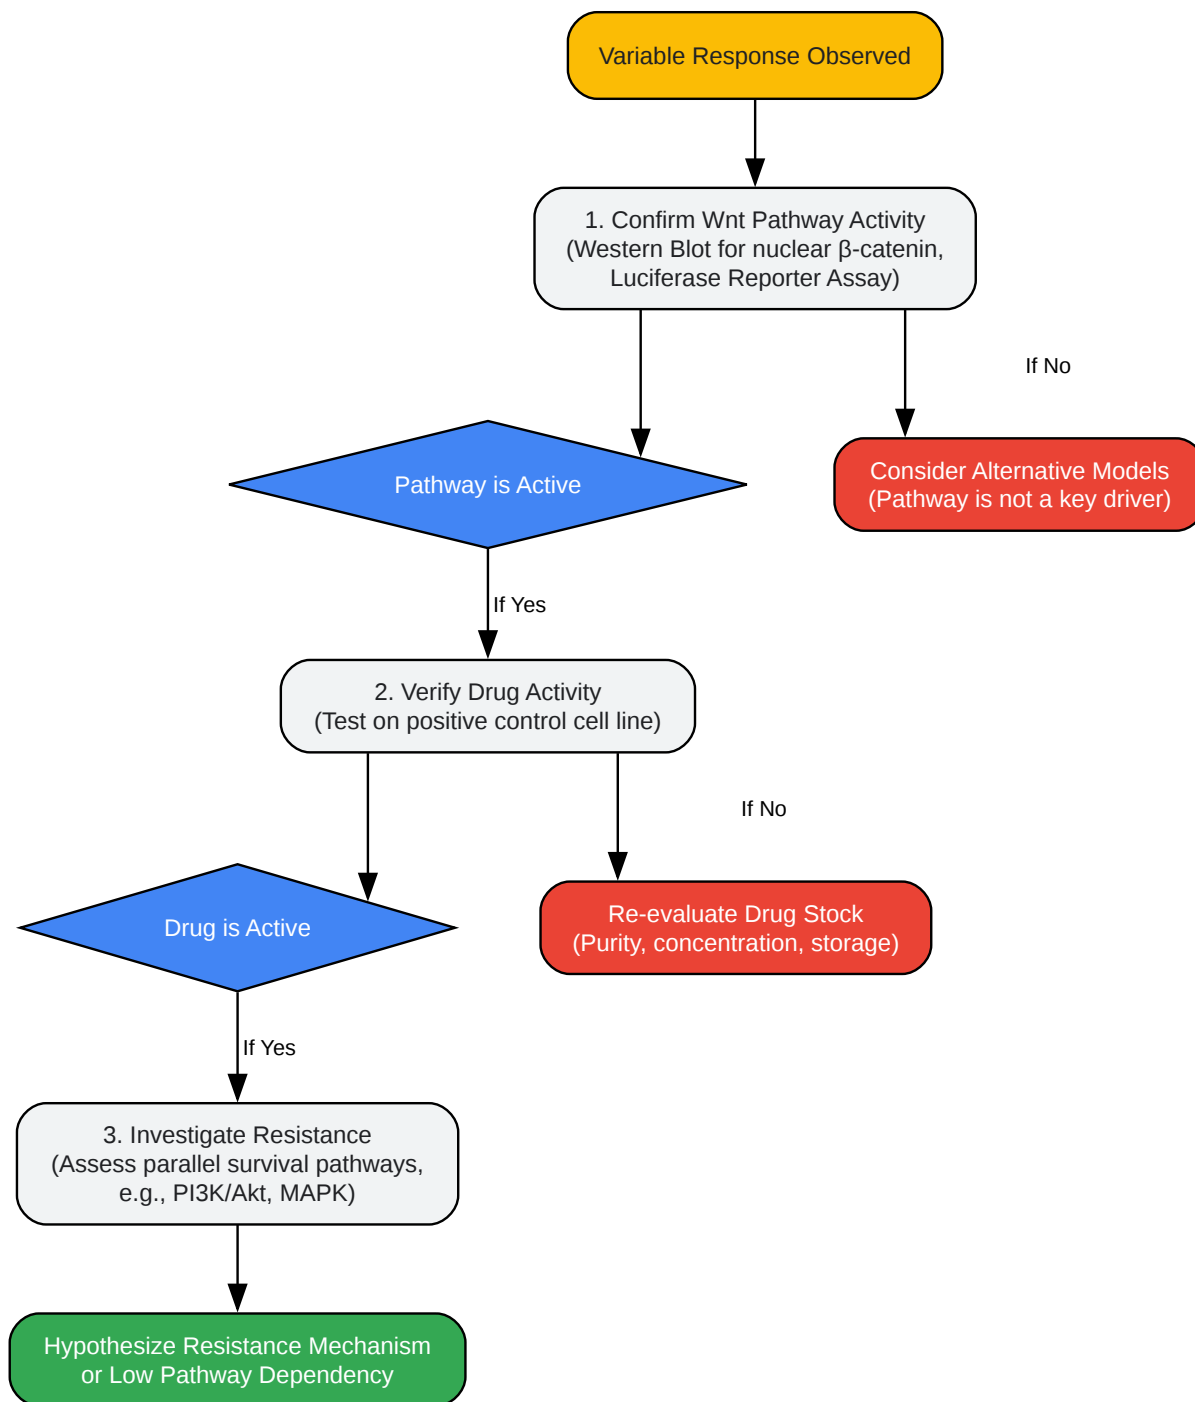 Variable Response Observed
1. Confirm Wnt Pathway Activity
(Western Blot for nuclear β-catenin,
Luciferase Reporter Assay)
If No
Pathway is Active
Consider Alternative Models
(Pathway is not a key driver)
If Yes
2. Verify Drug Activity
(Test on positive control cell line)
If No
Drug is Active
Re-evaluate Drug Stock
(Purity, concentration, storage)
If Yes
3. Investigate Resistance
(Assess parallel survival pathways,
e.g., PI3K/Akt, MAPK)
Hypothesize Resistance Mechanism
or Low Pathway Dependency